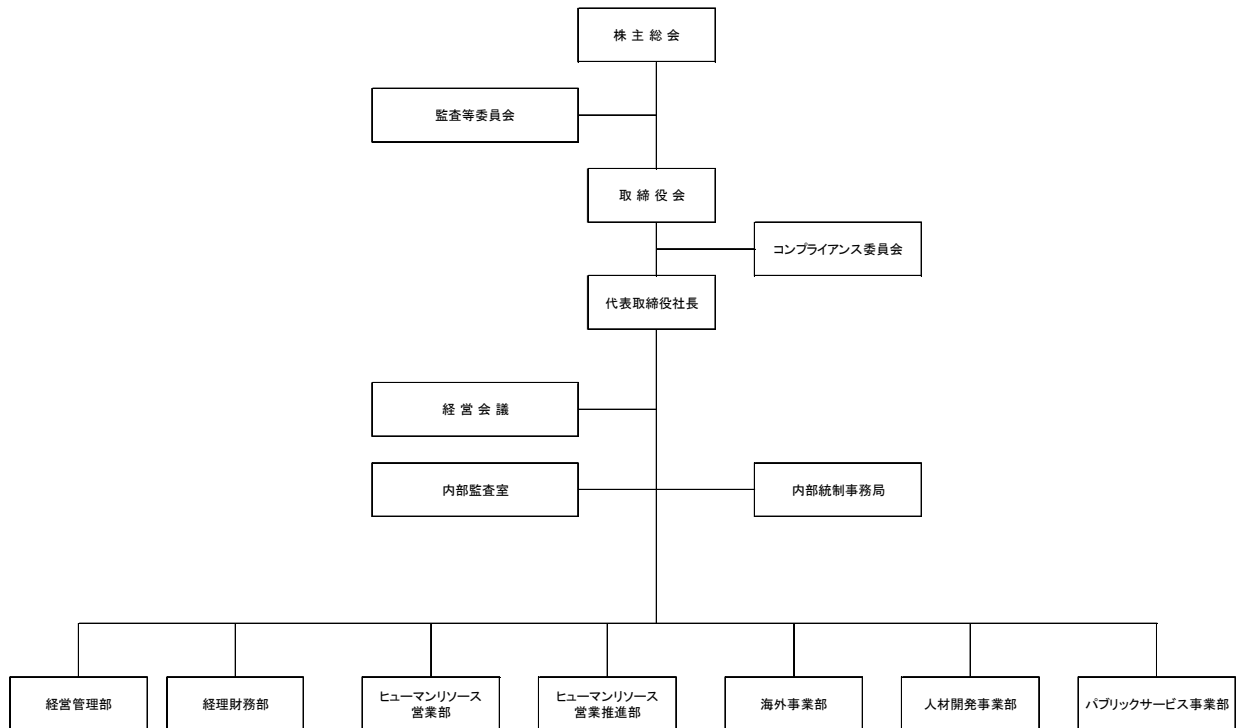 株 主 総 会
監査等委員会
取 締 役 会
コンプライアンス委員会
代表取締役社長
経 営 会 議
内部監査室
内部統制事務局
経営管理部
経理財務部
ヒューマンリソース
営業部
ヒューマンリソース
営業推進部
海外事業部
人材開発事業部
パブリックサービス事業部